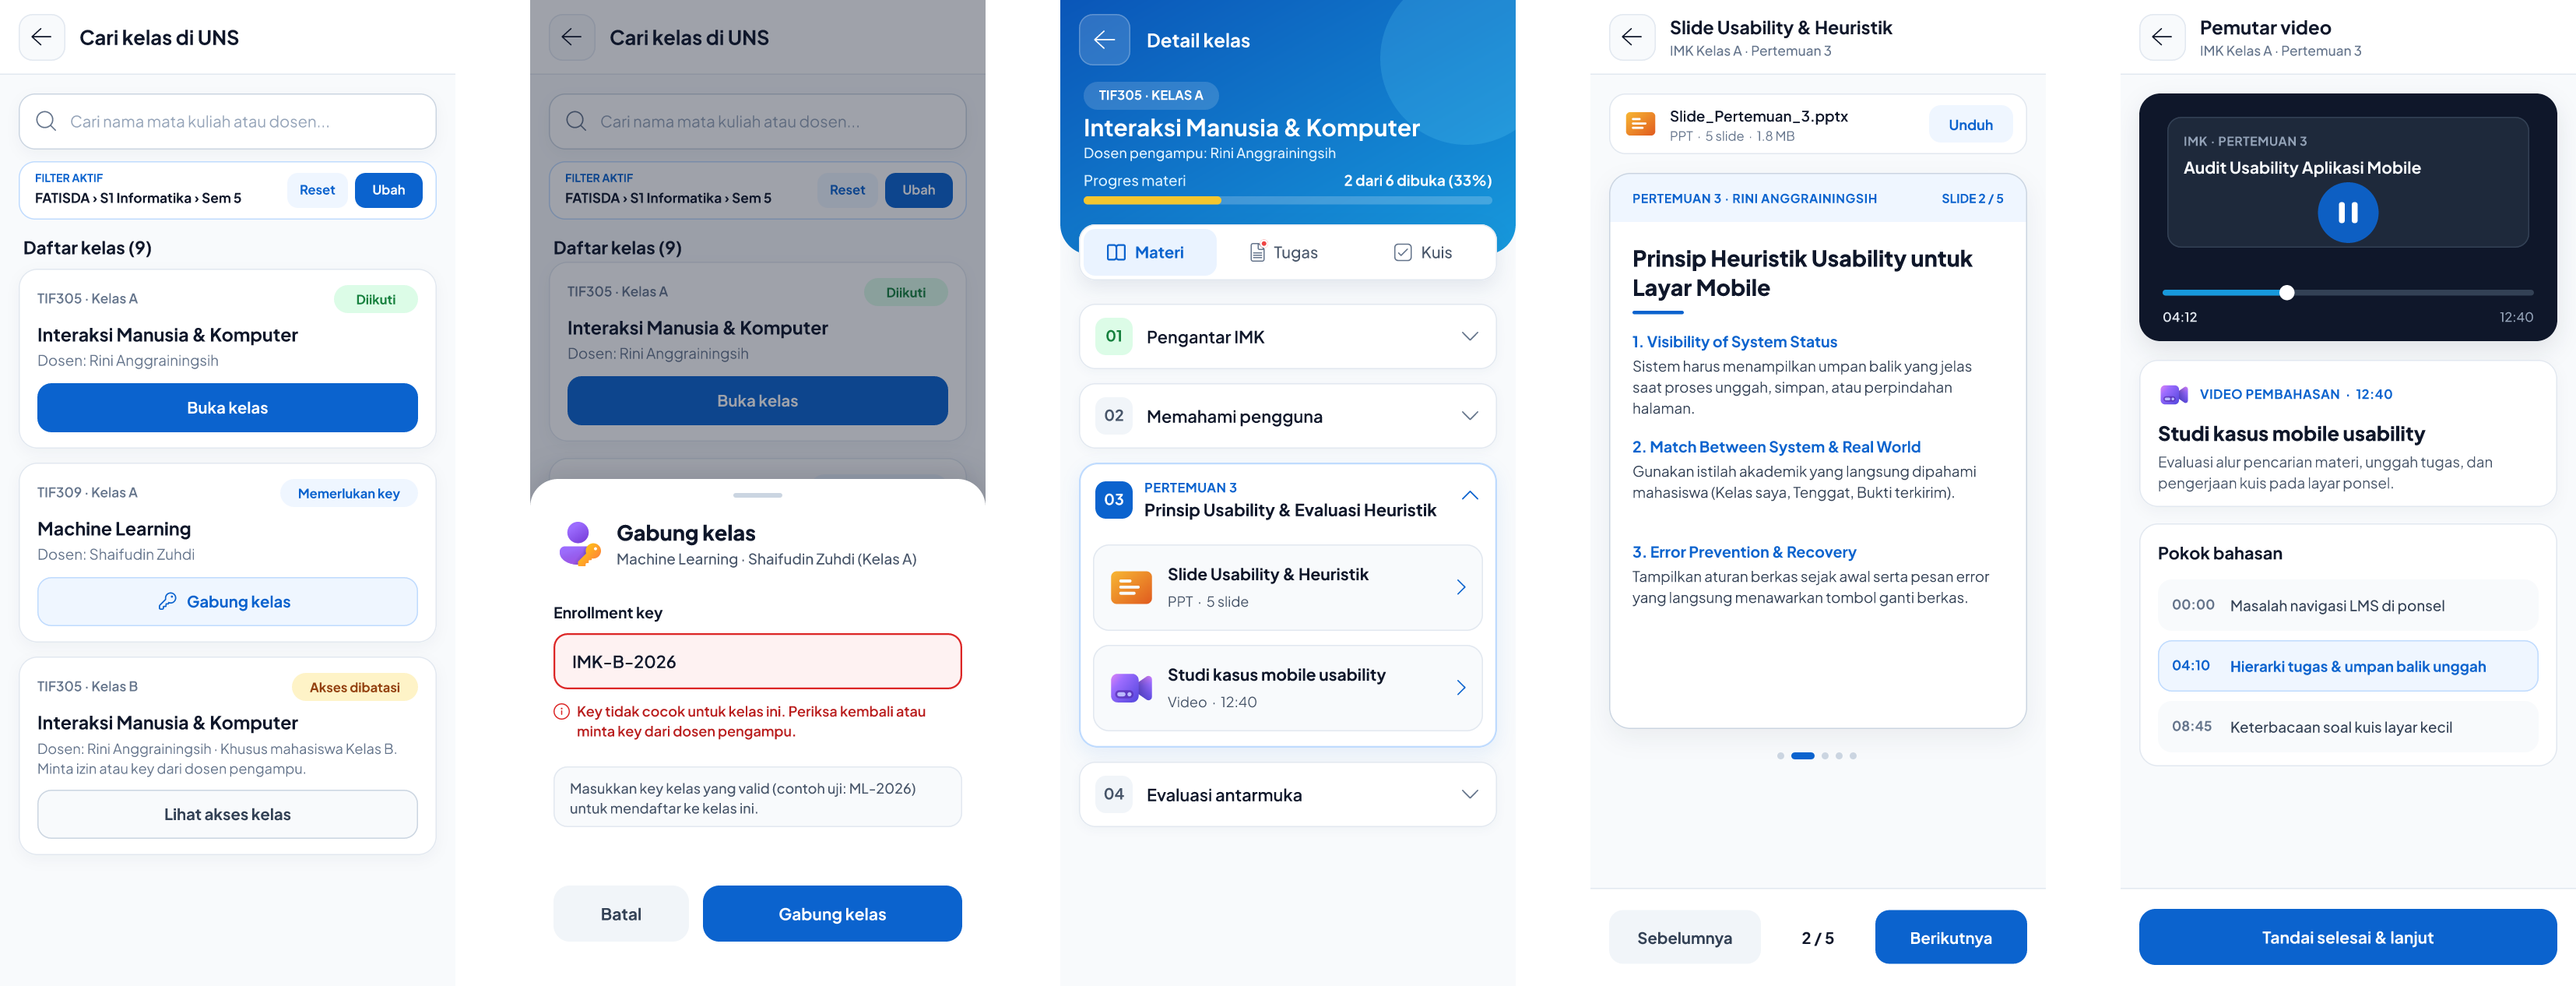 Cari kelas di UNS
Cari nama mata kuliah atau dosen...
FILTER AKTIF
FATISDA › S1 Informatika › Sem 5
Reset
Ubah
Daftar kelas (9)
TIF305 · Kelas A
Diikuti
Interaksi Manusia & Komputer
Dosen: Rini Anggrainingsih
Buka kelas
TIF309 · Kelas A
Memerlukan key
Machine Learning
Dosen: Shaifudin Zuhdi
Gabung kelas
TIF305 · Kelas B
Akses dibatasi
Interaksi Manusia & Komputer
Dosen: Rini Anggrainingsih · Khusus mahasiswa Kelas B.
Minta izin atau key dari dosen pengampu.
Lihat akses kelas
Cari kelas di UNS
Cari nama mata kuliah atau dosen...
FILTER AKTIF
FATISDA › S1 Informatika › Sem 5
Reset
Ubah
Daftar kelas (9)
TIF305 · Kelas A
Diikuti
Interaksi Manusia & Komputer
Dosen: Rini Anggrainingsih
Buka kelas
Gabung kelas
Machine Learning · Shaifudin Zuhdi (Kelas A)
Enrollment key
IMK-B-2026
Key tidak cocok untuk kelas ini. Periksa kembali atau
minta key dari dosen pengampu.
Masukkan key kelas yang valid (contoh uji: ML-2026)
untuk mendaftar ke kelas ini.
Batal
Gabung kelas
Detail kelas
TIF305 · KELAS A
Interaksi Manusia & Komputer
Dosen pengampu: Rini Anggrainingsih
Progres materi
2 dari 6 dibuka (33%)
Materi
Tugas
Kuis
01
Pengantar IMK
02
Memahami pengguna
03
PERTEMUAN 3
Prinsip Usability & Evaluasi Heuristik
Slide Usability & Heuristik
PPT · 5 slide
Studi kasus mobile usability
Video · 12:40
04
Evaluasi antarmuka
Slide Usability & Heuristik
IMK Kelas A · Pertemuan 3
Slide_Pertemuan_3.pptx
PPT · 5 slide · 1.8 MB
Unduh
PERTEMUAN 3 · RINI ANGGRAININGSIH
SLIDE 2 / 5
Prinsip Heuristik Usability untuk
Layar Mobile
1. Visibility of System Status
Sistem harus menampilkan umpan balik yang jelas
saat proses unggah, simpan, atau perpindahan
halaman.
2. Match Between System & Real World
Gunakan istilah akademik yang langsung dipahami
mahasiswa (Kelas saya, Tenggat, Bukti terkirim).
3. Error Prevention & Recovery
Tampilkan aturan berkas sejak awal serta pesan error
yang langsung menawarkan tombol ganti berkas.
Sebelumnya
2 / 5
Berikutnya
Pemutar video
IMK Kelas A · Pertemuan 3
IMK · PERTEMUAN 3
Audit Usability Aplikasi Mobile
04:12
12:40
VIDEO PEMBAHASAN · 12:40
Studi kasus mobile usability
Evaluasi alur pencarian materi, unggah tugas, dan
pengerjaan kuis pada layar ponsel.
Pokok bahasan
00:00
Masalah navigasi LMS di ponsel
04:10
Hierarki tugas & umpan balik unggah
08:45
Keterbacaan soal kuis layar kecil
Tandai selesai & lanjut